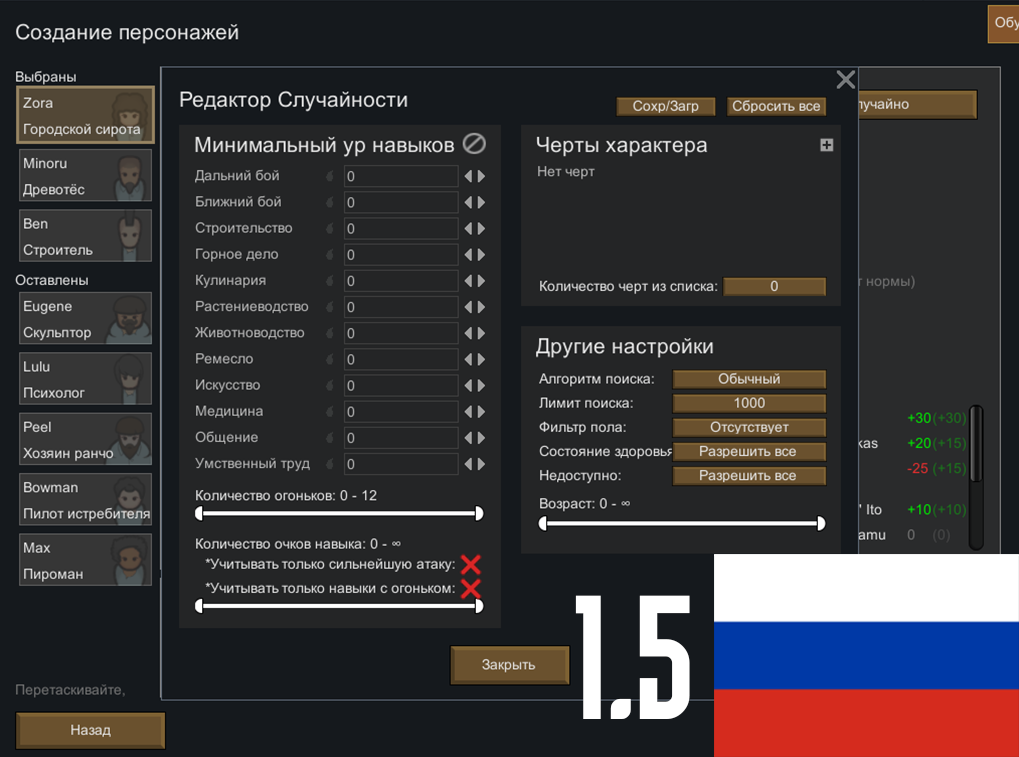 Создание персонажей
Обу
Выбраны
Zora
Городской сирота
Minoru
Древотёс
Ben
Строитель
Оставлены
Eugene
Скульптор
Lulu
Психолог
Peel
Хозяин ранчо
Bowman
Пилот истребителя
Max
Пироман
Перетаскивайте,
Назад
Редактор Случайности
Сохр/Загр
Сбросить все
Минимальный ур навыков
Дальний бой 0
Ближний бой 0
Строительство 0
Горное дело 0
Кулинария 0
Растениеводство 0
Животноводство 0
Ремесло 0
Искусство 0
Медицина 0
Общение 0
Умственный труд 0
Количество огоньков: 0 - 12
Количество очков навыка: 0 - ∞
*Учитывать только сильнейшую атаку:
*Учитывать только навыки с огоньком:
Черты характера
Нет черт
Количество черт из списка: 0
Другие настройки
Алгоритм поиска: Обычный
Лимит поиска: 1000
Фильтр пола: Отсутствует
Состояние здоровья Разрешить все
Недоступно: Разрешить все
Возраст: 0 - ∞
Закрыть
лучайно
т нормы)
+30 (+30)
kas +20 (+15)
-25 (+15)
' Ito +10 (+10)
amu 0 (0)
1.5